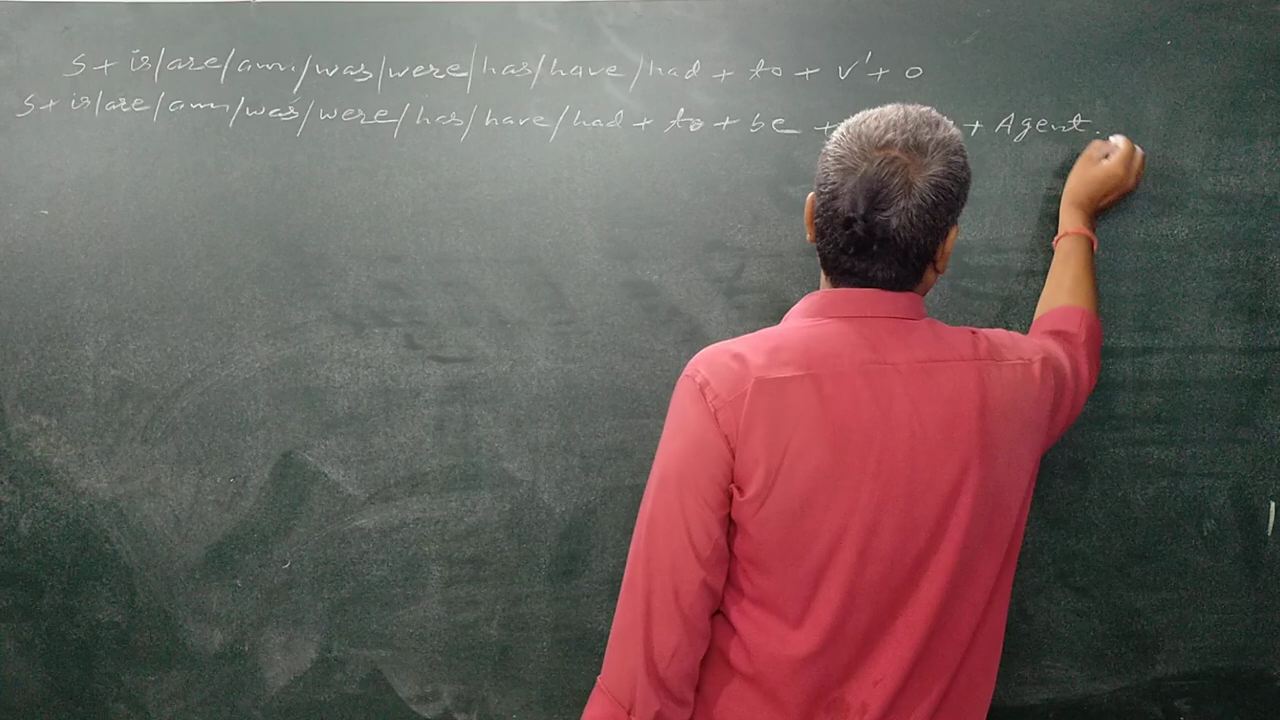 S + is/are/am/was/were/has/have/had + to + V' + O
S + is/are/am/was/were/has/have/had + to + be + + Agent.